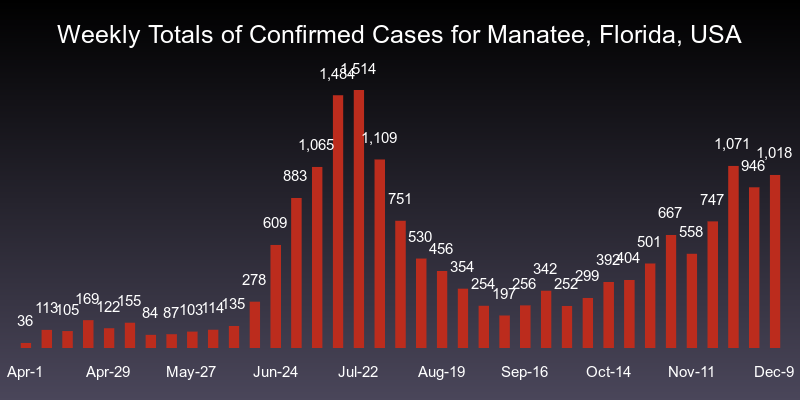 Weekly Totals of Confirmed Cases for Manatee, Florida, USA
36 113 105 169 122 155 84 87 103 114 135 278 609 883 1,065 1,484 1,514 1,109 751 530 456 354 254 197 256 342 252 299 392 404 501 667 558 747 1,071 946 1,018
Apr-1 Apr-29 May-27 Jun-24 Jul-22 Aug-19 Sep-16 Oct-14 Nov-11 Dec-9